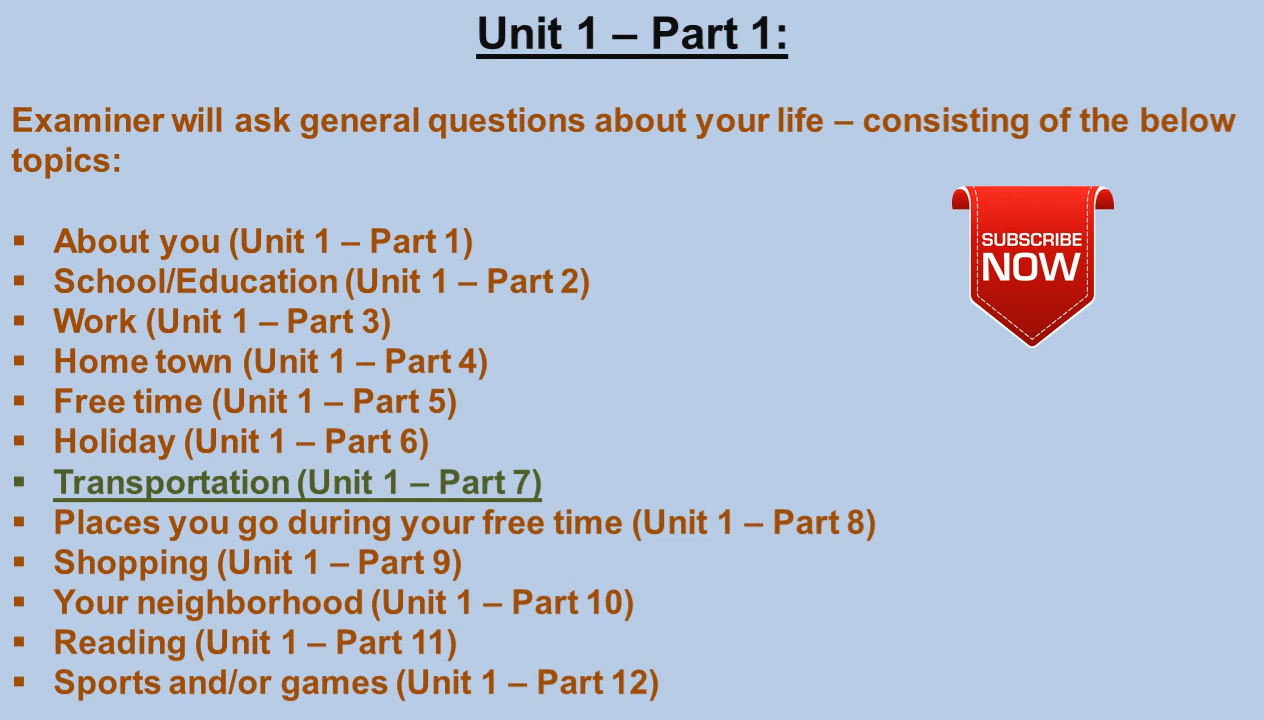 Unit 1 – Part 1:
Examiner will ask general questions about your life – consisting of the below
topics:
SUBSCRIBE
NOW
▪ About you (Unit 1 – Part 1)
▪ School/Education (Unit 1 – Part 2)
▪ Work (Unit 1 – Part 3)
▪ Home town (Unit 1 – Part 4)
▪ Free time (Unit 1 – Part 5)
▪ Holiday (Unit 1 – Part 6)
▪ Transportation (Unit 1 – Part 7)
▪ Places you go during your free time (Unit 1 – Part 8)
▪ Shopping (Unit 1 – Part 9)
▪ Your neighborhood (Unit 1 – Part 10)
▪ Reading (Unit 1 – Part 11)
▪ Sports and/or games (Unit 1 – Part 12)